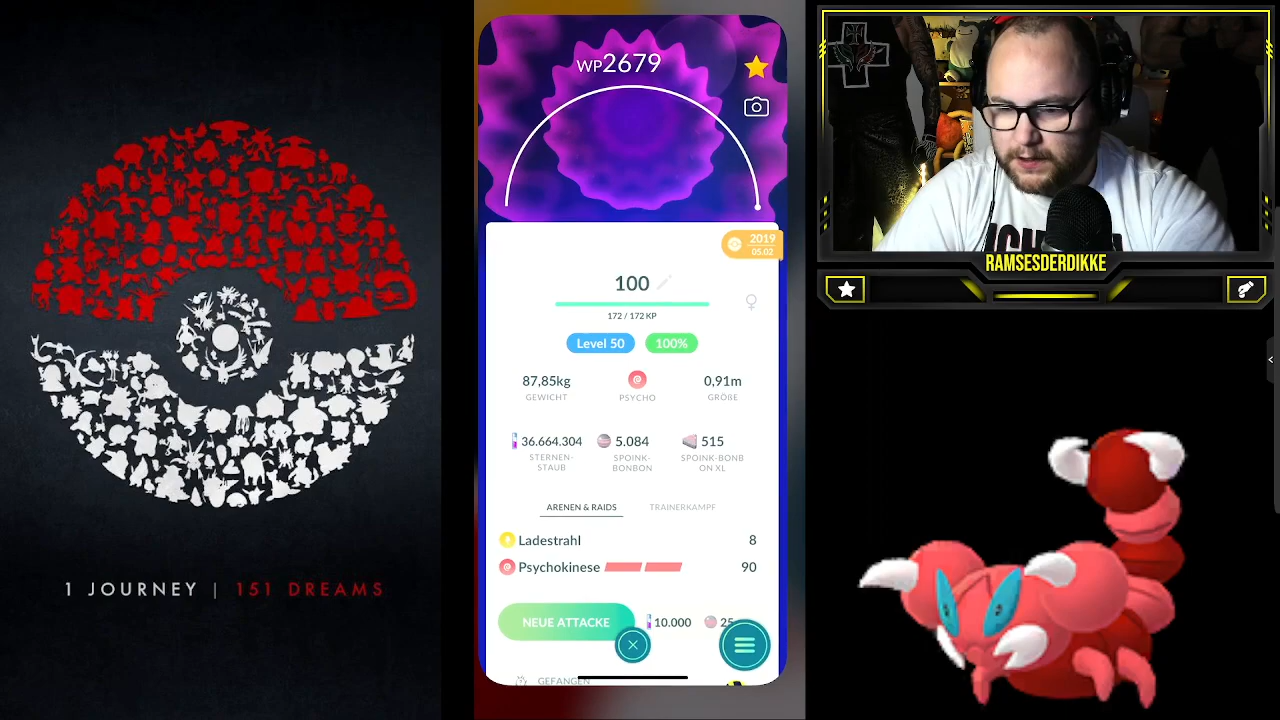 1 JOURNEY | 151 DREAMS
WP2679
2019
05.02
100
172 / 172 KP
Level 50
100%
87,85kg
GEWICHT
PSYCHO
0,91m
GRÖßE
36.664.304
STERNEN-
STAUB
5.084
SPOINK-
BONBON
515
SPOINK-BONB
ON XL
ARENEN & RAIDS
TRAINERKAMPF
Ladestrahl 8
Psychokinese 90
NEUE ATTACKE
10.000
25
GEFANGEN
RAMSESDERDIKKE